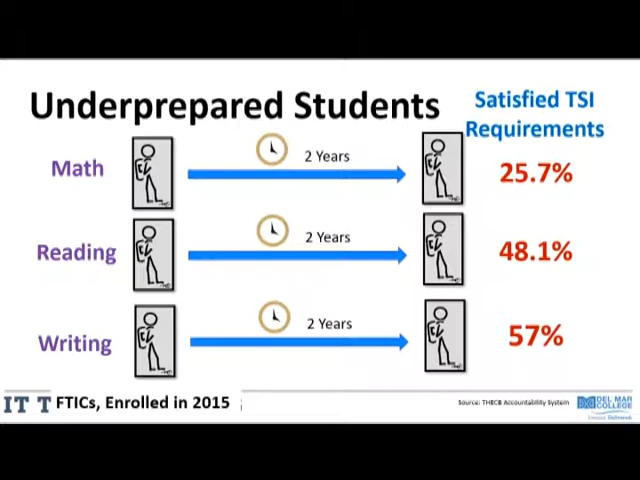 Underprepared Students
Satisfied TSI
Requirements
Math
2 Years
25.7%
Reading
2 Years
48.1%
Writing
2 Years
57%
IT T
FTICs, Enrolled in 2015
Source: THECB Accountability System
DEL MAR
COLLEGE